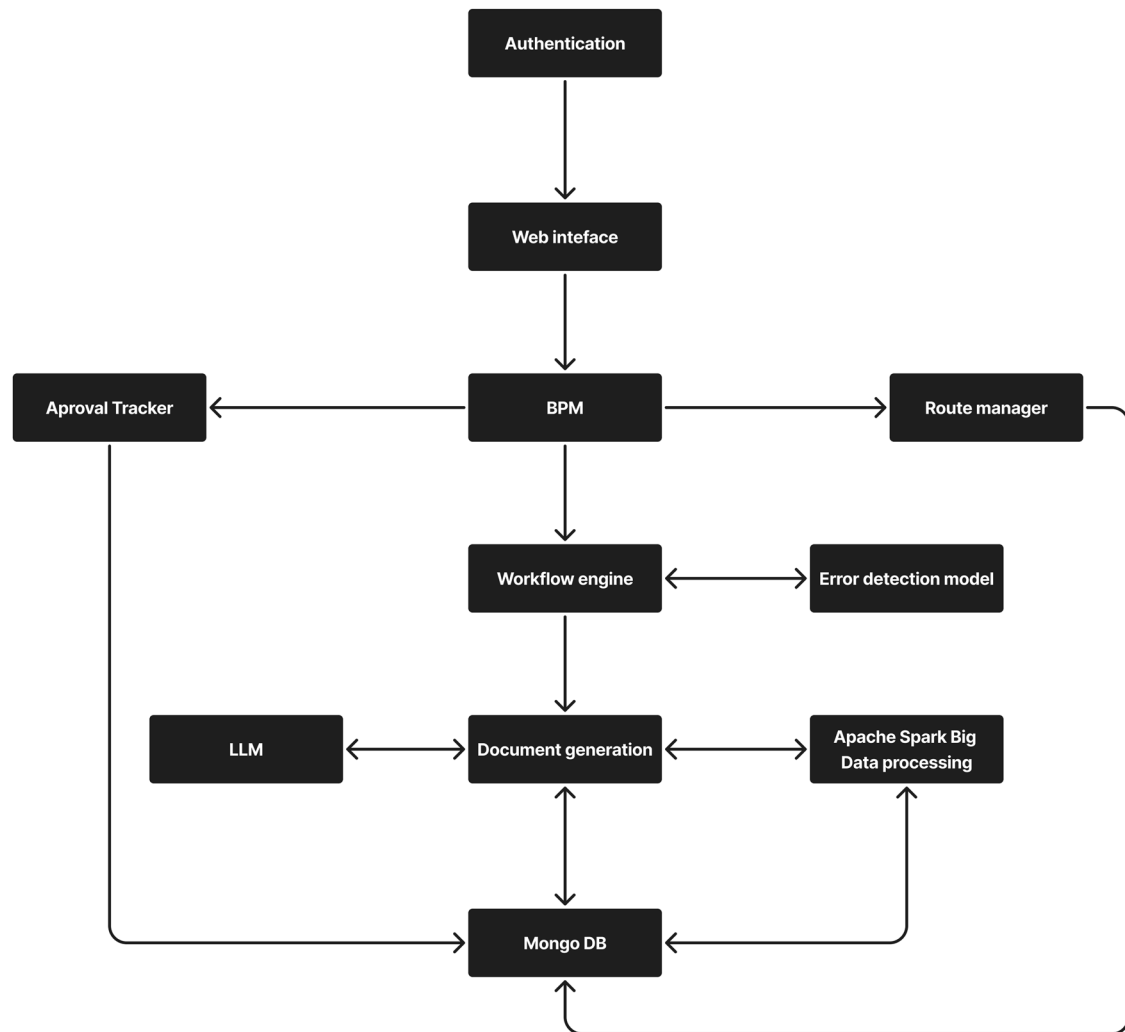 Authentication
Web inteface
Aproval Tracker
BPM
Route manager
Workflow engine
Error detection model
LLM
Document generation
Apache Spark Big
Data processing
Mongo DB